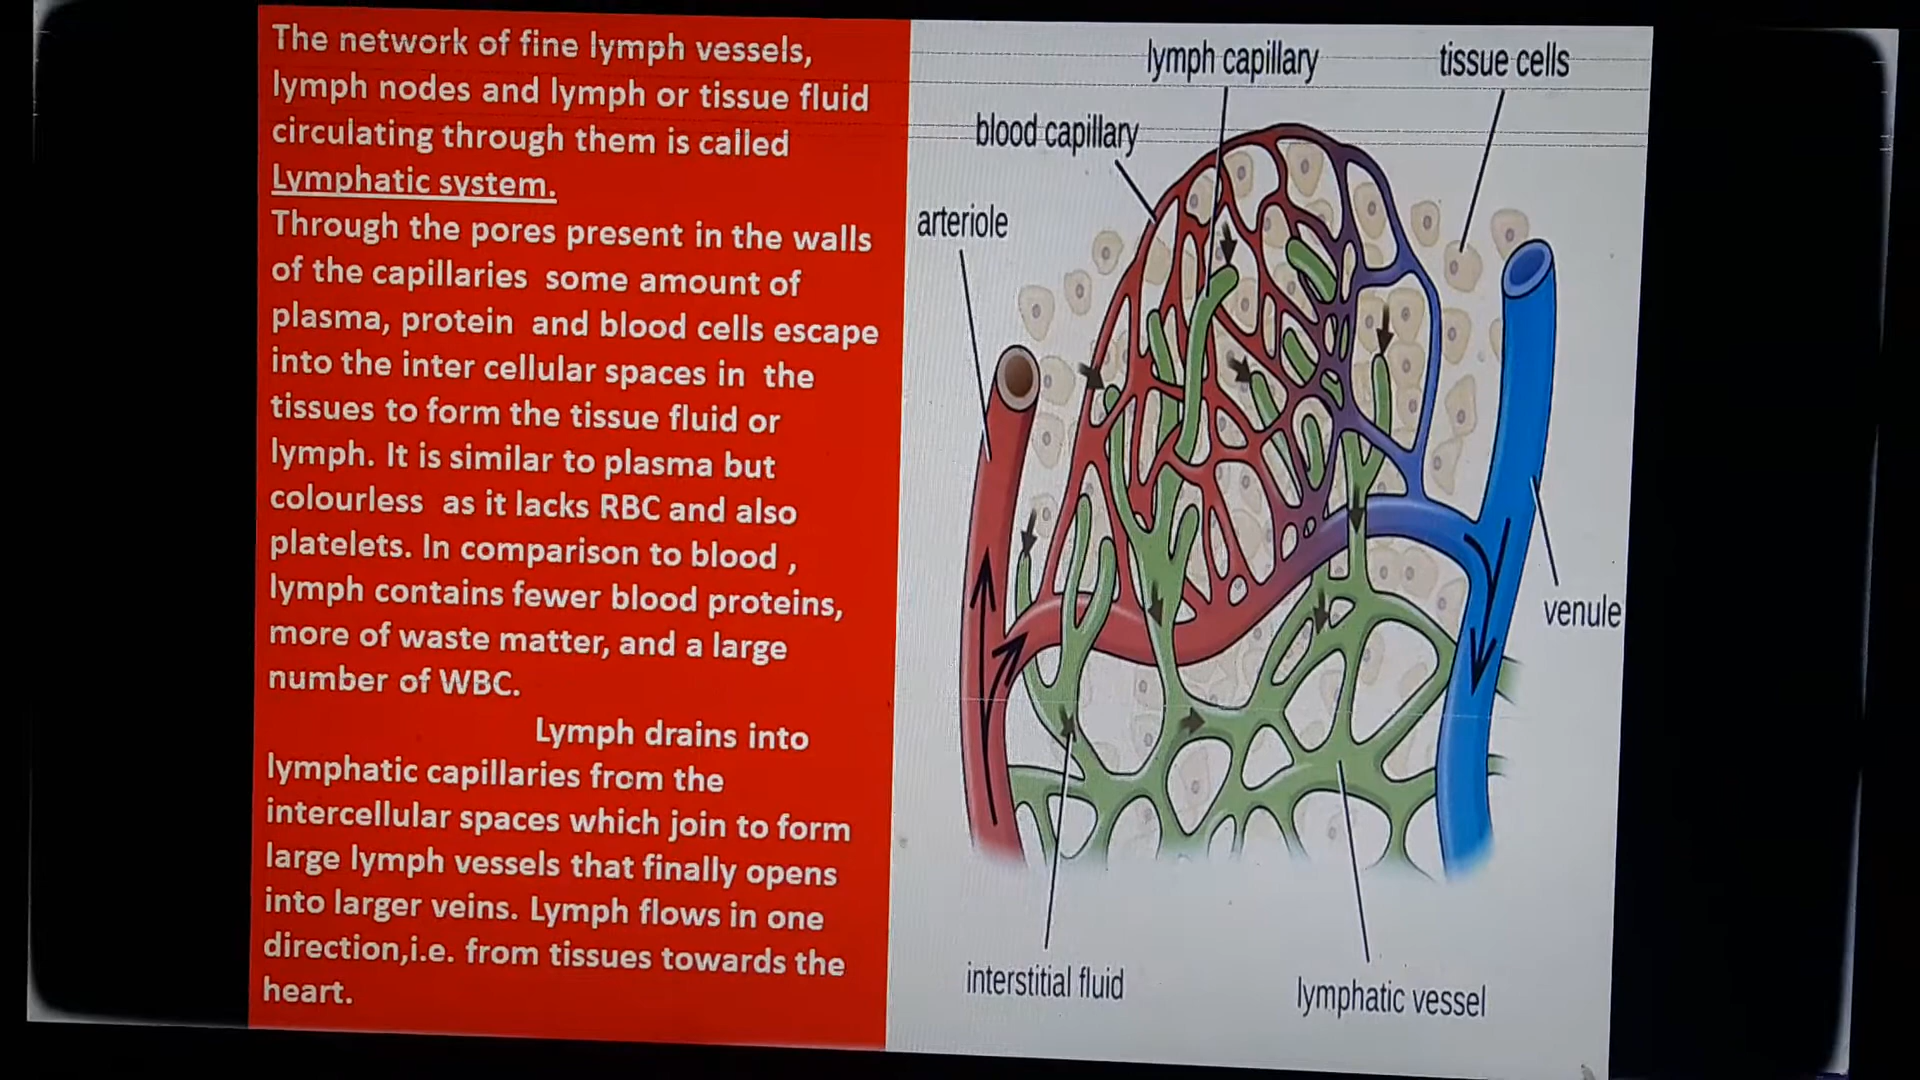 The network of fine lymph vessels,
lymph nodes and lymph or tissue fluid
circulating through them is called
Lymphatic system.
Through the pores present in the walls
of the capillaries some amount of
plasma, protein and blood cells escape
into the inter cellular spaces in the
tissues to form the tissue fluid or
lymph. It is similar to plasma but
colourless as it lacks RBC and also
platelets. In comparison to blood ,
lymph contains fewer blood proteins,
more of waste matter, and a large
number of WBC.
Lymph drains into
lymphatic capillaries from the
intercellular spaces which join to form
large lymph vessels that finally opens
into larger veins. Lymph flows in one
direction,i.e. from tissues towards the
heart.
lymph capillary
tissue cells
blood capillary
arteriole
venule
interstitial fluid
lymphatic vessel